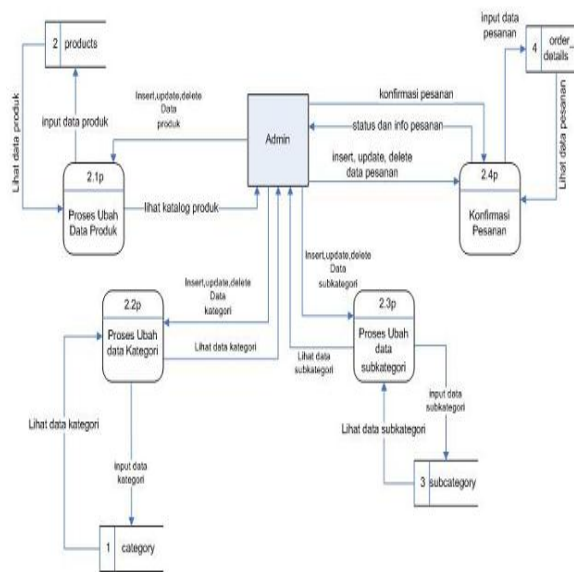 2 products
input data
pesanan
4 order_
details
Lihat data produk
input data produk
Insert,update,delete
Data
produk
Admin
konfirmasi pesanan
status dan info pesanan
insert, update, delete
data pesanan
Lihat data pesanan
2.1p
Proses Ubah
Data Produk
lihat katalog produk
2.4p
Konfirmasi
Pesanan
Insert,update,delete
Data
kategori
Insert,update,delete
Data
subkategori
2.2p
Proses Ubah
data Kategori
Lihat data kategori
2.3p
Proses Ubah
data
subkategori
Lihat data
subkategori
Lihat data kategori
input data
kategori
input data
subkategori
Lihat data subkategori
3 subcategory
1 category